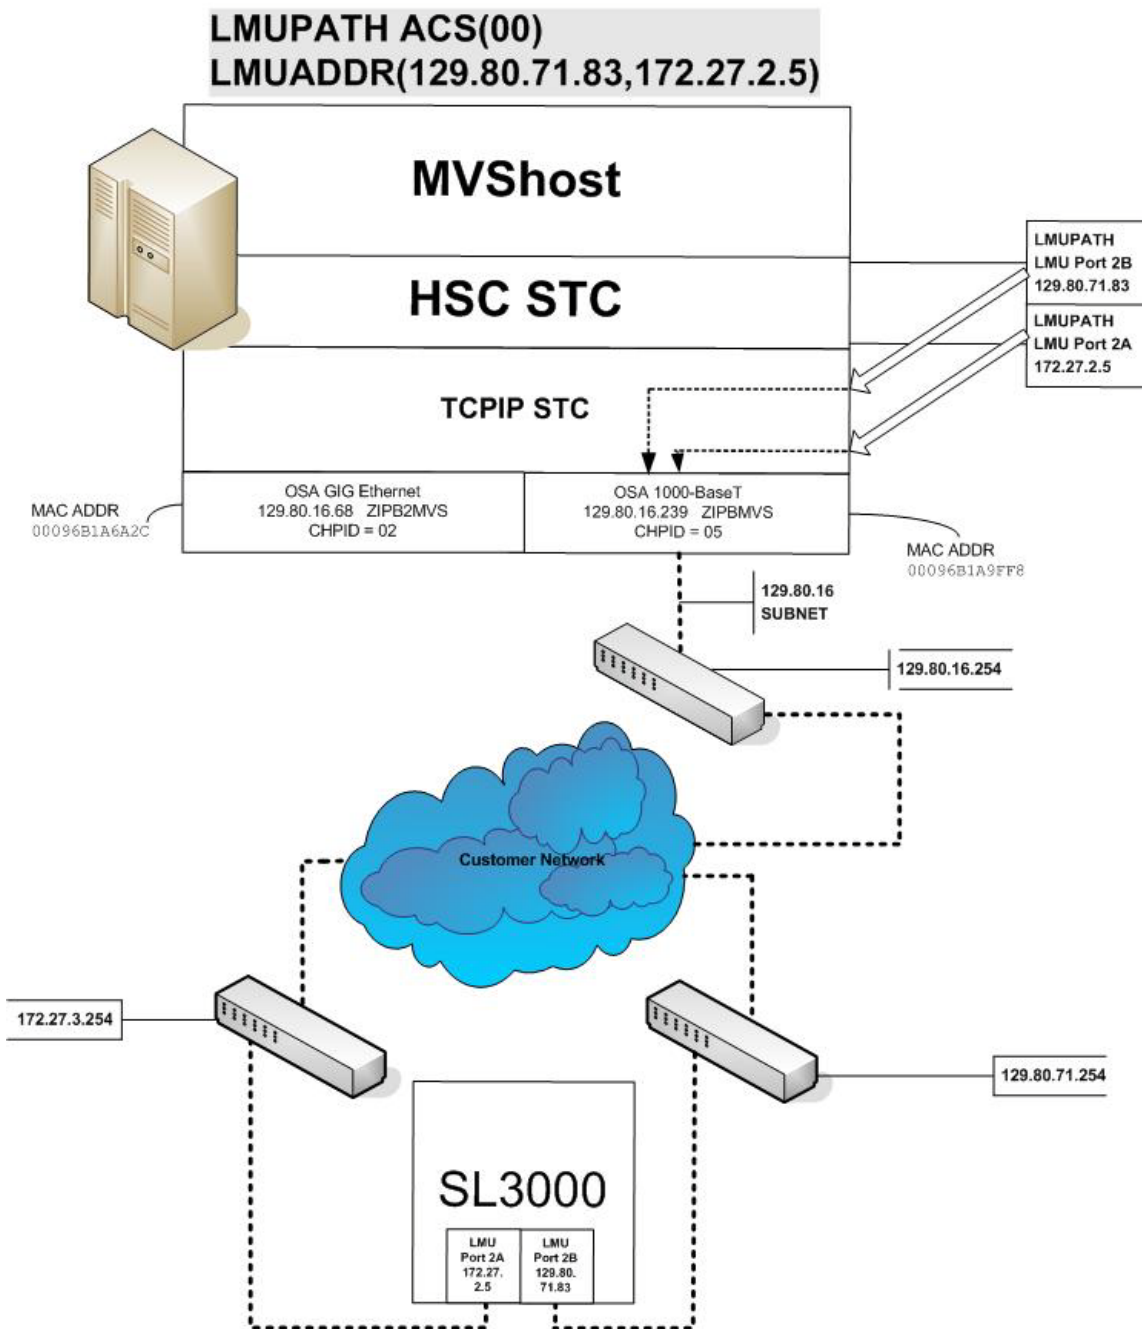 LMUPATH ACS(00)
LMUADDR(129.80.71.83,172.27.2.5)
MVShost
HSC STC
TCPIP STC
LMUPATH
LMU Port 2B
129.80.71.83
LMUPATH
LMU Port 2A
172.27.2.5
OSA GIG Ethernet
129.80.16.68 ZIPB2MVS
CHPID = 02
OSA 1000-BaseT
129.80.16.239 ZIPBMVS
CHPID = 05
MAC ADDR
00096B1A6A2C
MAC ADDR
00096B1A9FF8
129.80.16
SUBNET
129.80.16.254
Customer Network
172.27.3.254
129.80.71.254
SL3000
LMU
Port 2A
172.27.
2.5
LMU
Port 2B
129.80.
71.83